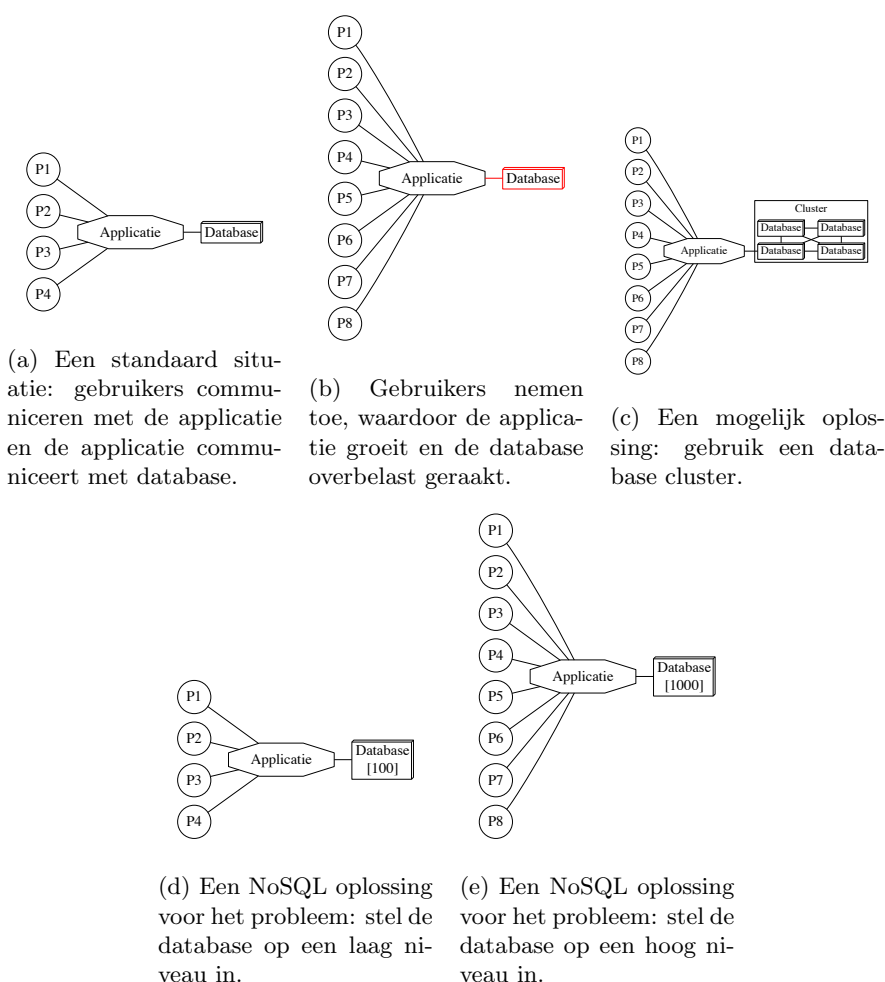 P1
P2
P3
P4
Applicatie
Database
(a) Een standaard situ-
atie: gebruikers commu-
niceren met de applicatie
en de applicatie commu-
niceert met database.
P1
P2
P3
P4
P5
P6
P7
P8
Applicatie
Database
(b) Gebruikers nemen
toe, waardoor de applica-
tie groeit en de database
overbelast geraakt.
P1
P2
P3
P4
P5
P6
P7
P8
Applicatie
Cluster
Database Database
Database Database
(c) Een mogelijk oplos-
sing: gebruik een data-
base cluster.
P1
P2
P3
P4
Applicatie
Database
[100]
(d) Een NoSQL oplossing
voor het probleem: stel de
database op een laag ni-
veau in.
P1
P2
P3
P4
P5
P6
P7
P8
Applicatie
Database
[1000]
(e) Een NoSQL oplossing
voor het probleem: stel de
database op een hoog ni-
veau in.